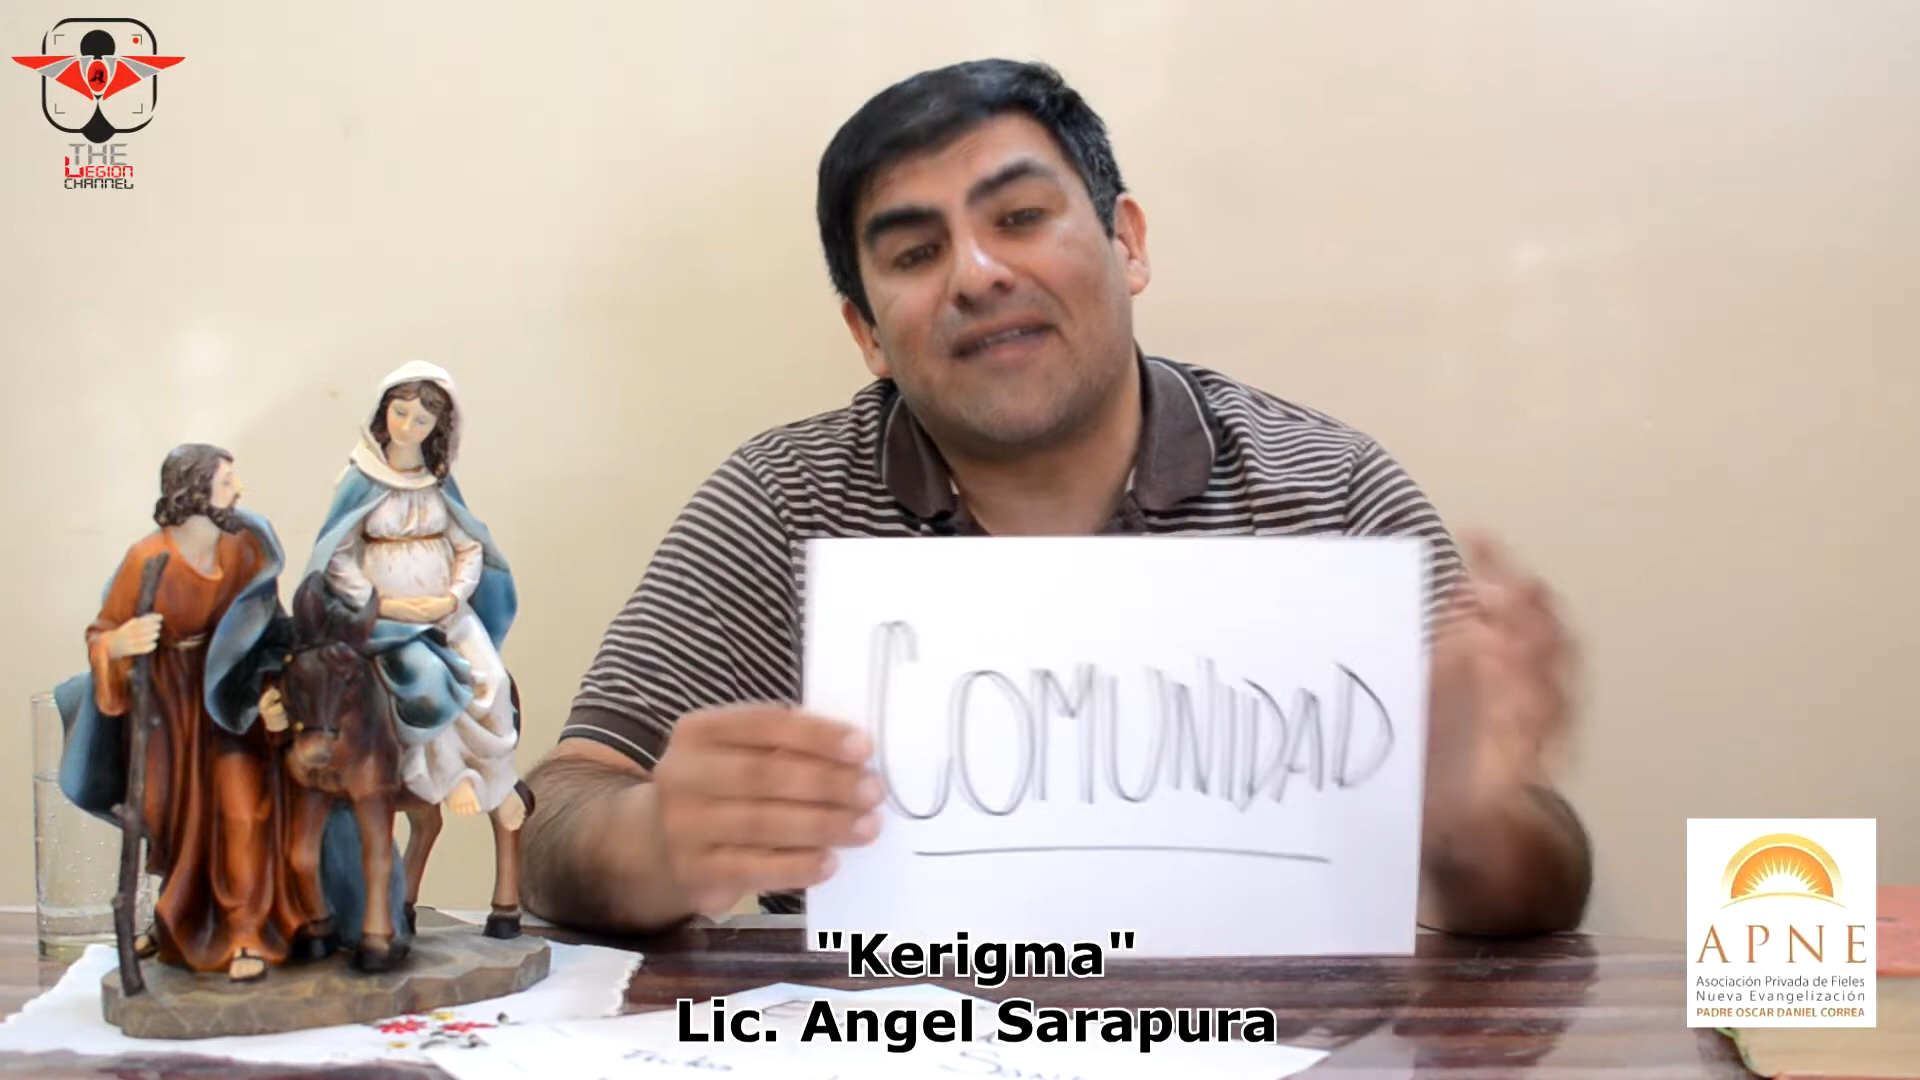 THE
LEGION
CHANNEL
COMUNIDAD
"Kerigma"
Lic. Angel Sarapura
APNE
Asociación Privada de Fieles
Nueva Evangelización
PADRE OSCAR DANIEL CORREA